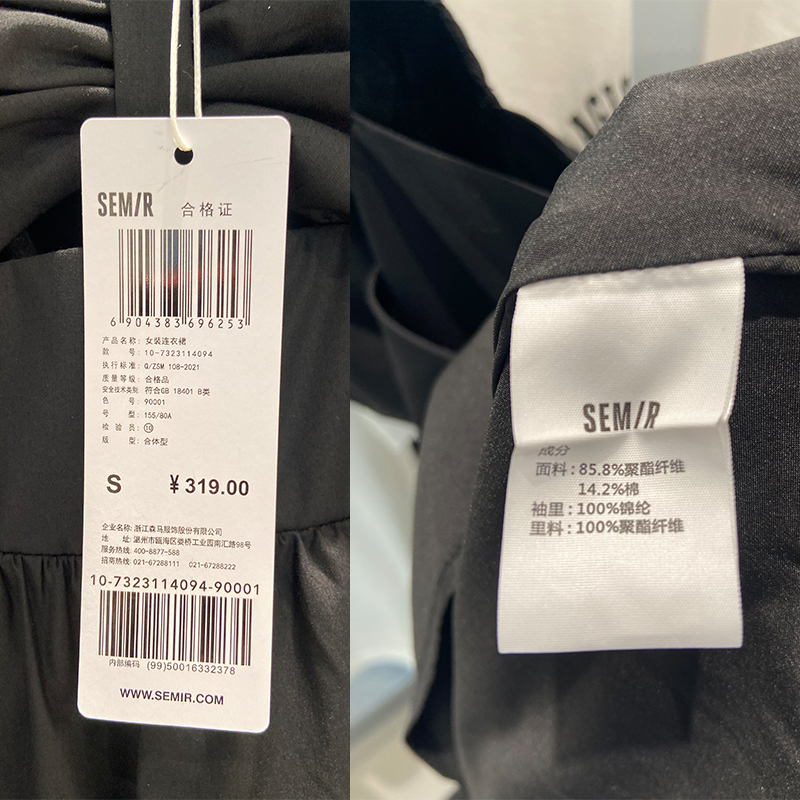 SEMIR 合格证
6 904383 696253
产品名称: 女装连衣裙
款 号: 10-7323114094
执行标准: Q/ZSM 108-2021
质量等级: 合格品
安全技术类别: 符合GB 18401 B类
色 号: 90001
号 型: 155/80A
检 验 员: ⑩
版 型: 合体型
S ¥319.00
企业名称: 浙江森马服饰股份有限公司
地 址: 温州市瓯海区娄桥工业园南汇路98号
服务热线: 400-8877-588
招商热线: 021-67288111 021-67288222
10-7323114094-90001
内部编码 (99)50016332378
WWW.SEMIR.COM
SEMIR
成分
面料: 85.8%聚酯纤维
14.2%棉
袖里: 100%锦纶
里料: 100%聚酯纤维